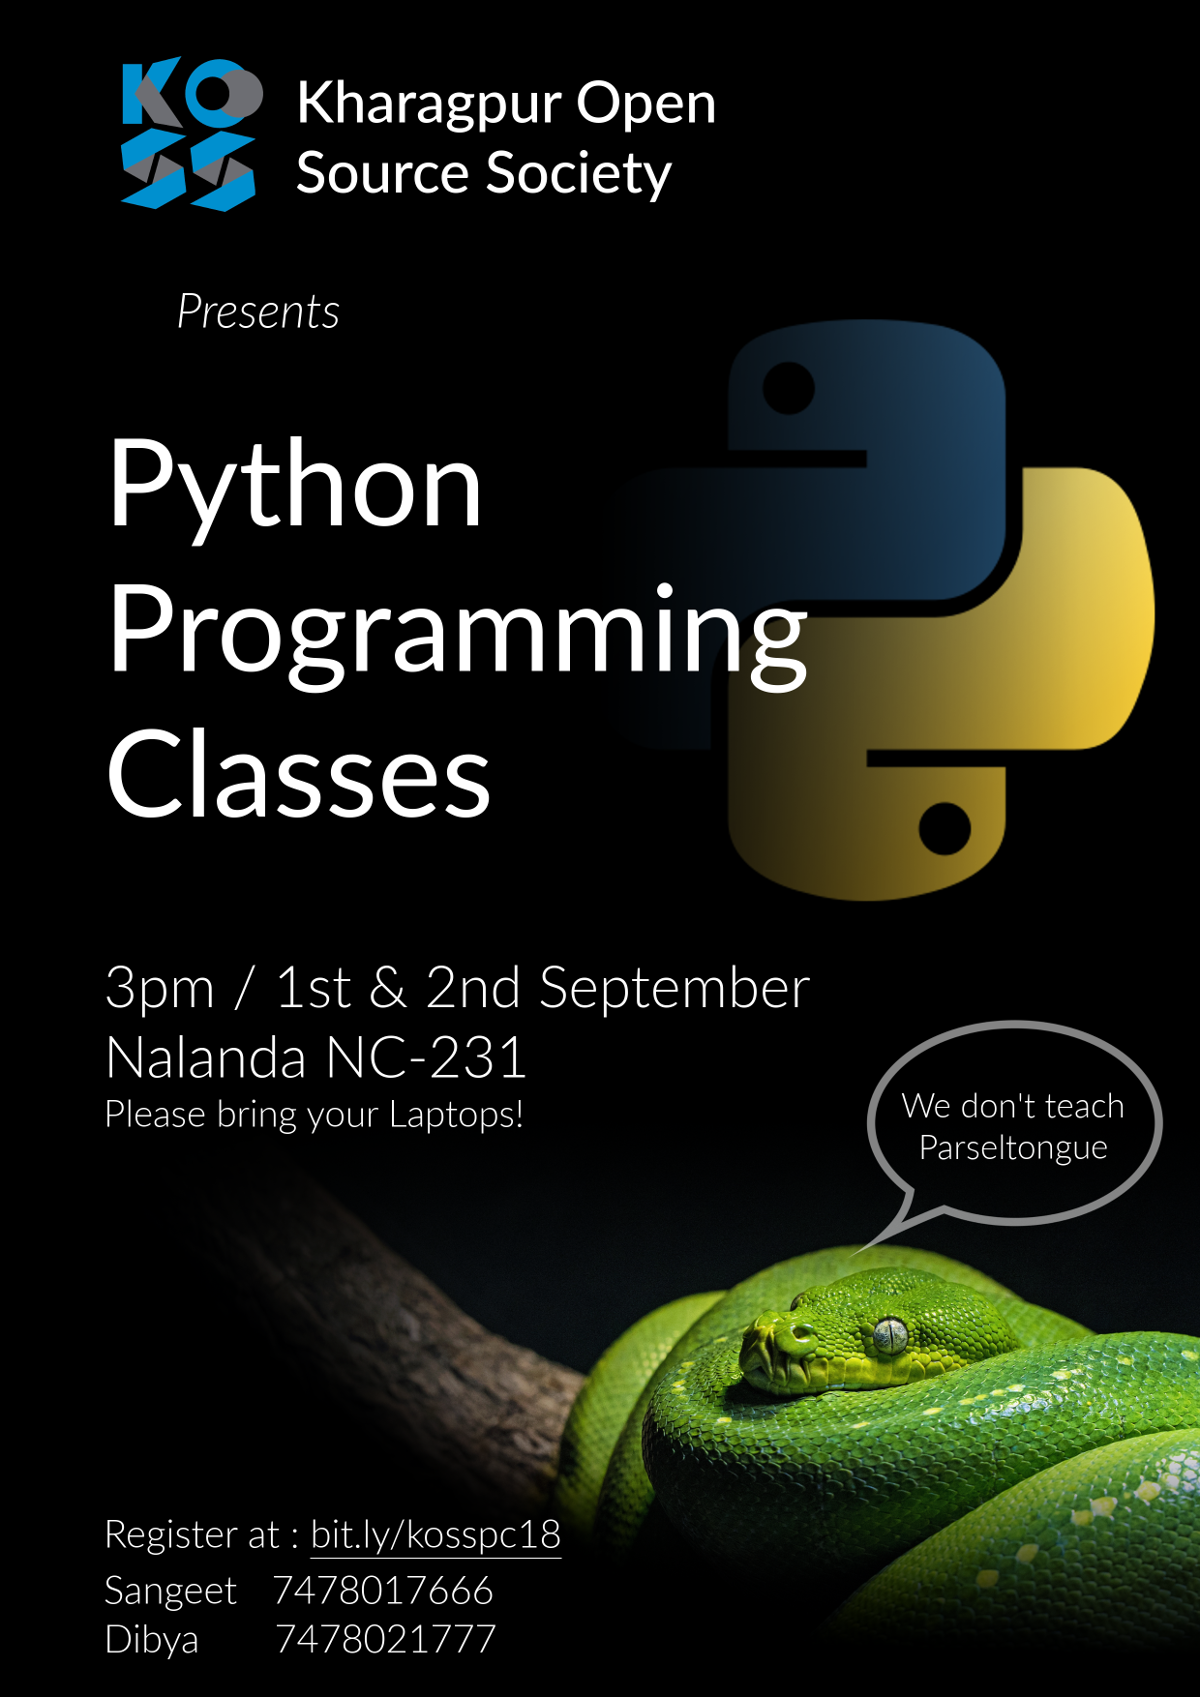 KO
SS
Kharagpur Open
Source Society
Presents
Python
Programming
Classes
3pm / 1st & 2nd September
Nalanda NC-231
Please bring your Laptops!
We don't teach
Parseltongue
Register at : bit.ly/kosspc18
Sangeet 7478017666
Dibya 7478021777